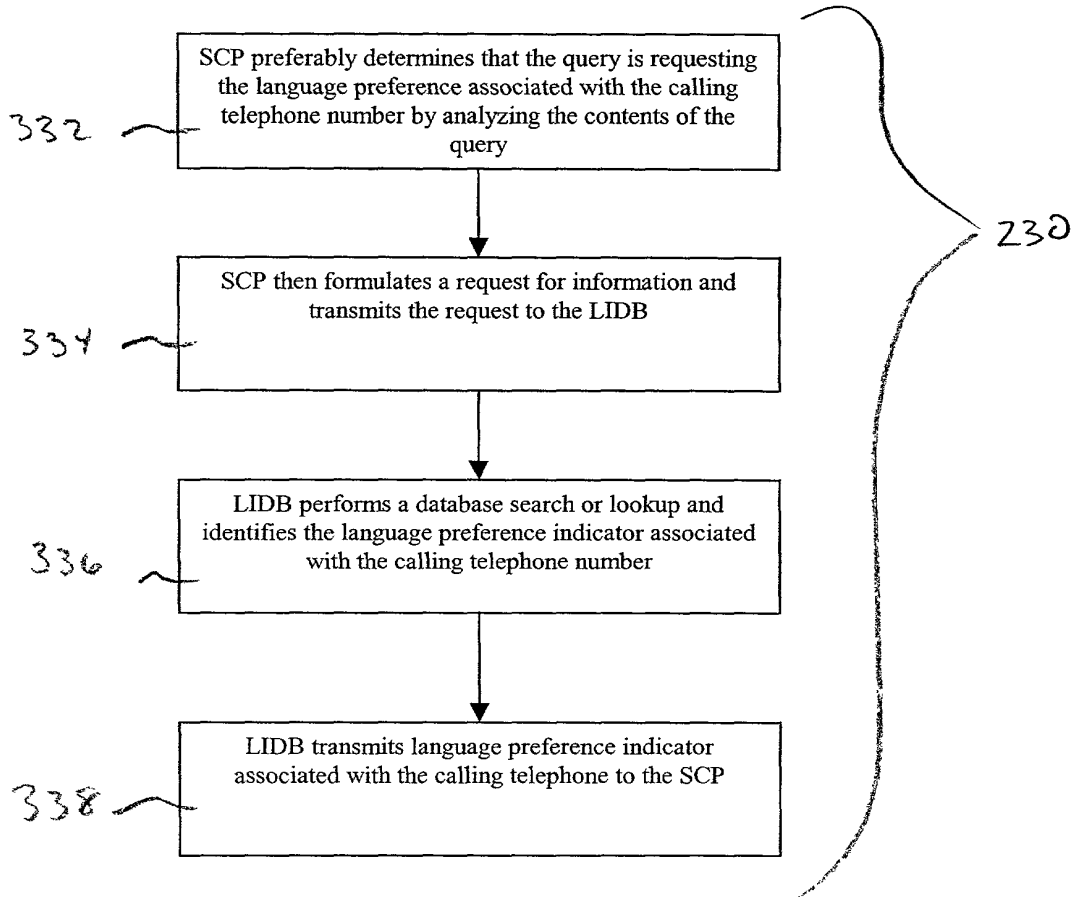 SCP preferably determines that the query is requesting
the language preference associated with the calling
telephone number by analyzing the contents of the
query
332
230
SCP then formulates a request for information and
transmits the request to the LIDB
334
LIDB performs a database search or lookup and
identifies the language preference indicator associated
with the calling telephone number
336
LIDB transmits language preference indicator
associated with the calling telephone to the SCP
338